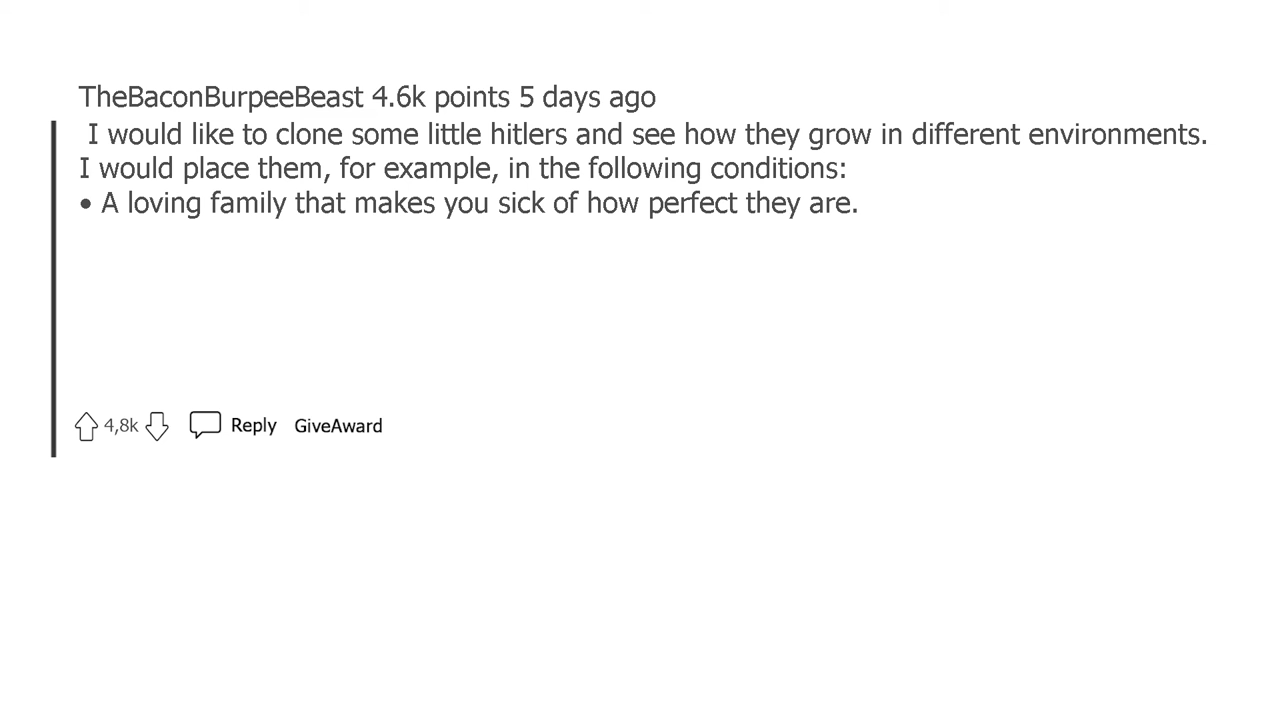 TheBaconBurpeeBeast 4.6k points 5 days ago
I would like to clone some little hitlers and see how they grow in different environments.
I would place them, for example, in the following conditions:
• A loving family that makes you sick of how perfect they are.
4,8k Reply GiveAward